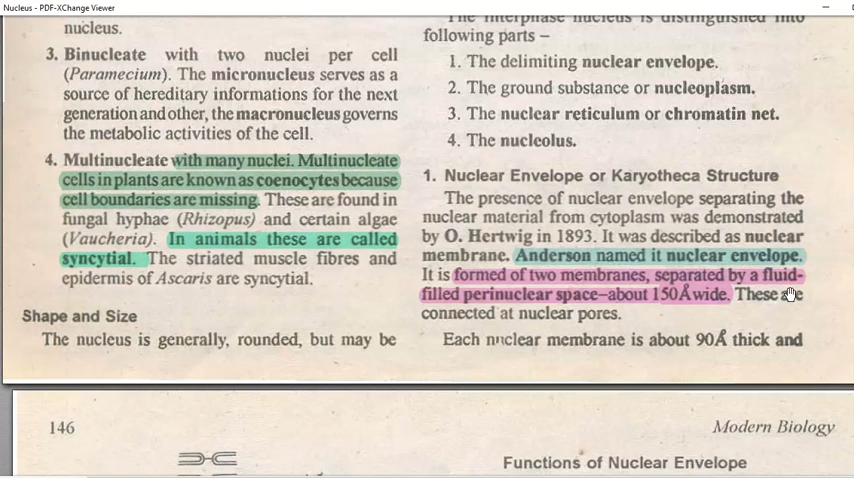 Nucleus - PDF-XChange Viewer
nucleus.
3. Binucleate with two nuclei per cell
(Paramecium). The micronucleus serves as a
source of hereditary informations for the next
generation and other, the macronucleus governs
the metabolic activities of the cell.
4. Multinucleate with many nuclei. Multinucleate
cells in plants are known as coenocytes because
cell boundaries are missing. These are found in
fungal hyphae (Rhizopus) and certain algae
(Vaucheria). In animals these are called
syncytial. The striated muscle fibres and
epidermis of Ascaris are syncytial.
Shape and Size
The nucleus is generally, rounded, but may be
The interphase nucleus is distinguished into
following parts –
1. The delimiting nuclear envelope.
2. The ground substance or nucleoplasm.
3. The nuclear reticulum or chromatin net.
4. The nucleolus.
1. Nuclear Envelope or Karyotheca Structure
The presence of nuclear envelope separating the
nuclear material from cytoplasm was demonstrated
by O. Hertwig in 1893. It was described as nuclear
membrane. Anderson named it nuclear envelope.
It is formed of two membranes, separated by a fluid-
filled perinuclear space–about 150Å wide. These are
connected at nuclear pores.
Each nuclear membrane is about 90Å thick and
146
Modern Biology
Functions of Nuclear Envelope